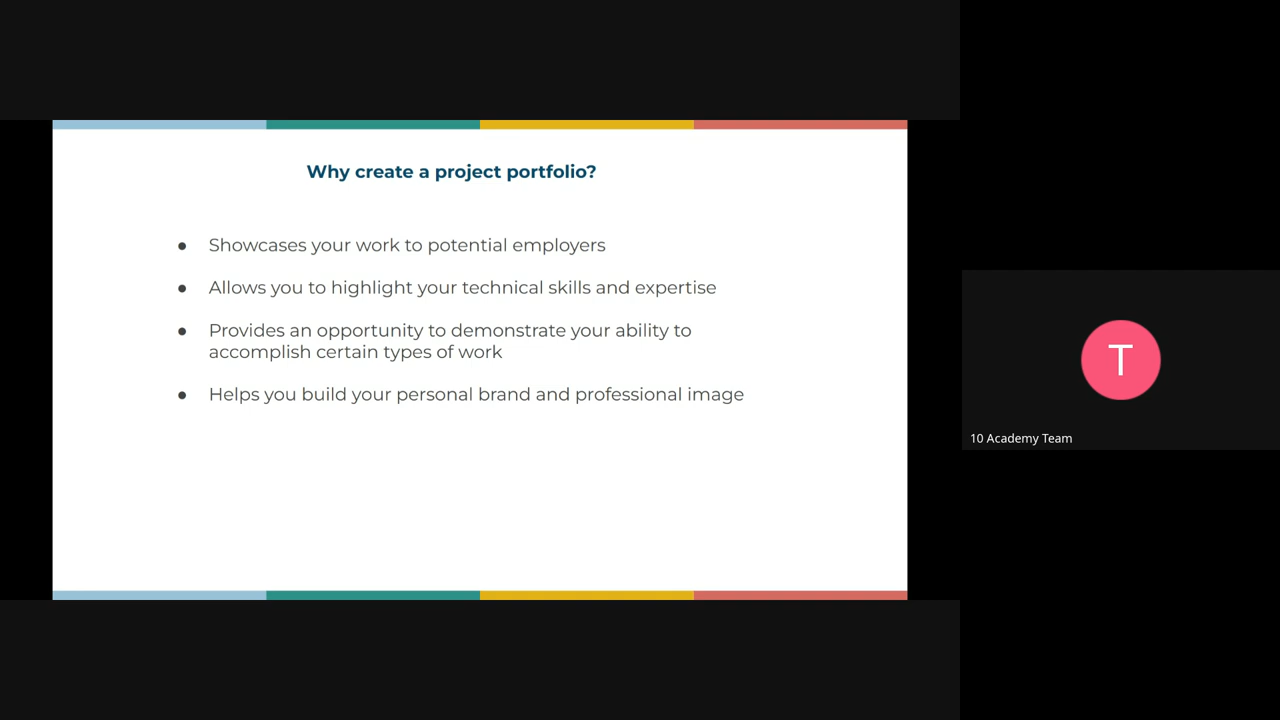 Why create a project portfolio?
● Showcases your work to potential employers
● Allows you to highlight your technical skills and expertise
● Provides an opportunity to demonstrate your ability to
accomplish certain types of work
● Helps you build your personal brand and professional image
T
10 Academy Team